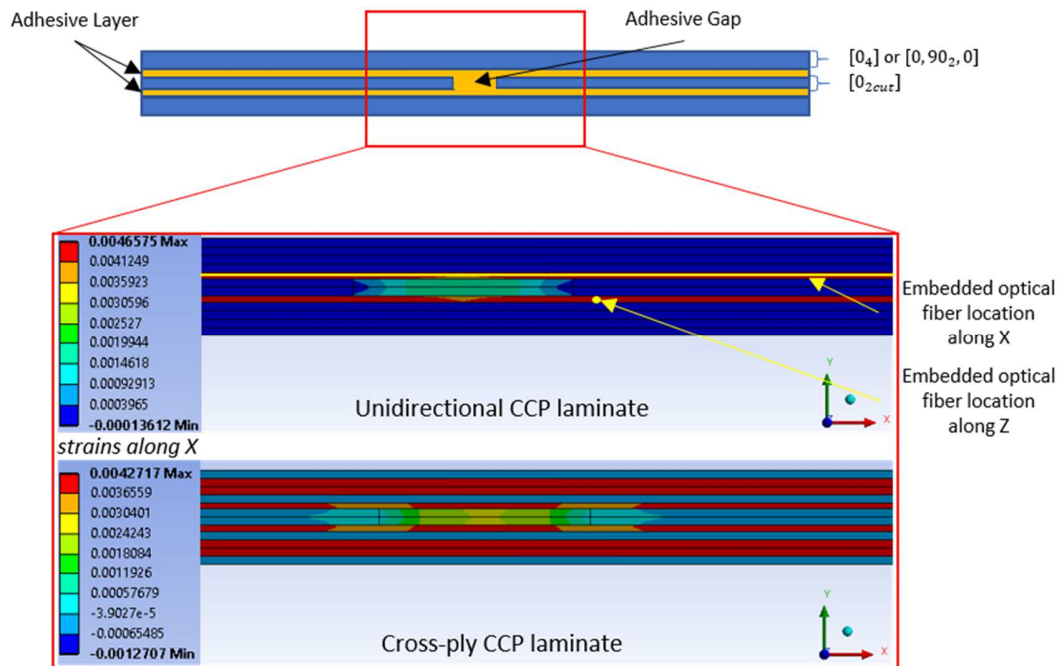 Adhesive Layer
Adhesive Gap
[0₄] or [0, 90₂, 0]
[0₂cut]
0.0046575 Max
0.0041249
0.0035923
0.0030596
0.002527
0.0019944
0.0014618
0.00092913
0.0003965
-0.00013612 Min
Embedded optical
fiber location
along X
Embedded optical
fiber location
along Z
Unidirectional CCP laminate
Y
X
strains along X
0.0042717 Max
0.0036559
0.0030401
0.0024243
0.0018084
0.0011926
0.00057679
-3.9027e-5
-0.00065485
-0.0012707 Min
Cross-ply CCP laminate
Y
X